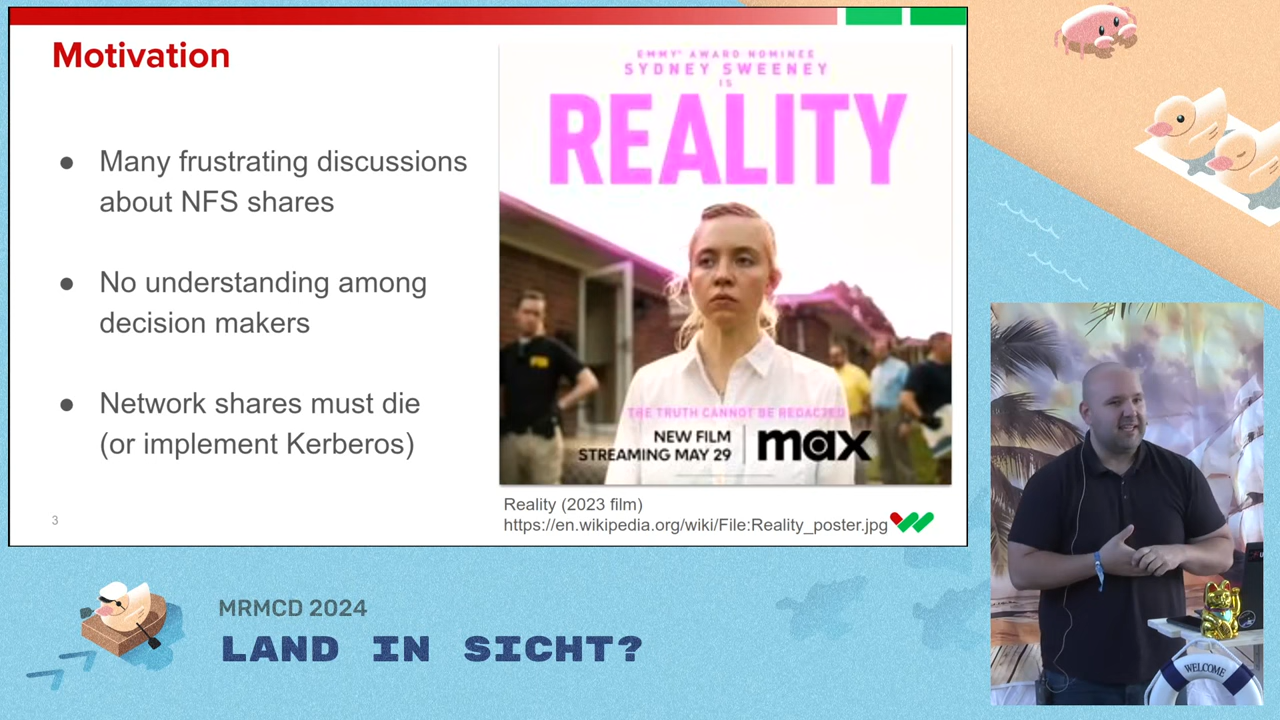 Motivation
● Many frustrating discussions
about NFS shares
● No understanding among
decision makers
● Network shares must die
(or implement Kerberos)
3
EMMY® AWARD NOMINEE
SYDNEY SWEENEY
IS
REALITY
THE TRUTH CANNOT BE REDACTED
NEW FILM
STREAMING MAY 29
max
Reality (2023 film)
https://en.wikipedia.org/wiki/File:Reality_poster.jpg
MRMCD 2024
LAND IN SICHT?
WELCOME